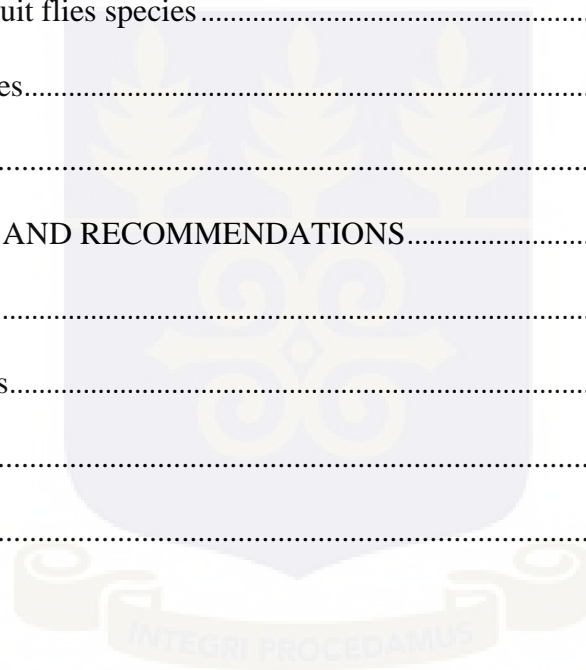 uit flies species..............................................................
es..........................................................................................
..............................................................................................
AND RECOMMENDATIONS............................
..............................................................................................
s............................................................................................
..............................................................................................
..............................................................................................
INTEGRI PROCEDAMUS